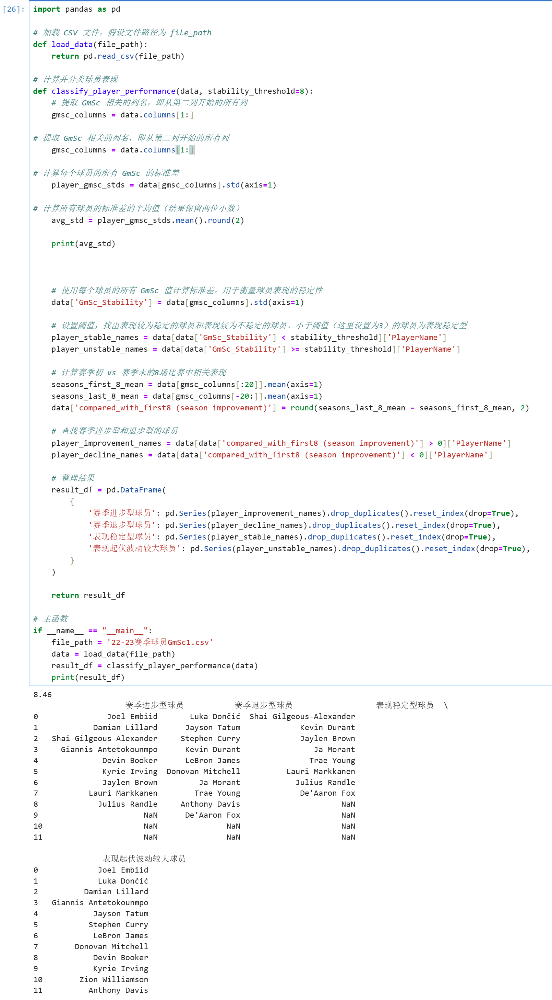 [26]: import pandas as pd
# 加载 CSV 文件，假设文件路径为 file_path
def load_data(file_path):
    return pd.read_csv(file_path)
# 计算并分类球员表现
def classify_player_performance(data, stability_threshold=8):
    # 提取 GmSc 相关的列名，即从第二列开始的所有列
    gmsc_columns = data.columns[1:]
# 提取 GmSc 相关的列名，即从第二列开始的所有列
    gmsc_columns = data.columns[1:]
# 计算每个球员的所有 GmSc 的标准差
    player_gmsc_stds = data[gmsc_columns].std(axis=1)
# 计算所有球员的标准差的平均值（结果保留两位小数）
    avg_std = player_gmsc_stds.mean().round(2)
    print(avg_std)
    # 使用每个球员的所有 GmSc 值计算标准差，用于衡量球员表现的稳定性
    data['GmSc_Stability'] = data[gmsc_columns].std(axis=1)
    # 设置阈值，找出表现较为稳定的球员和表现较为不稳定的球员。小于阈值（这里设置为3）的球员为表现稳定型
    player_stable_names = data[data['GmSc_Stability'] < stability_threshold]['PlayerName']
    player_unstable_names = data[data['GmSc_Stability'] >= stability_threshold]['PlayerName']
    # 计算赛季初 vs 赛季末的8场比赛中相关表现
    seasons_first_8_mean = data[gmsc_columns[:20]].mean(axis=1)
    seasons_last_8_mean = data[gmsc_columns[-20:]].mean(axis=1)
    data['compared_with_first8 (season improvement)'] = round(seasons_last_8_mean - seasons_first_8_mean, 2)
    # 查找赛季进步型和退步型的球员
    player_improvement_names = data[data['compared_with_first8 (season improvement)'] > 0]['PlayerName']
    player_decline_names = data[data['compared_with_first8 (season improvement)'] < 0]['PlayerName']
    # 整理结果
    result_df = pd.DataFrame(
        {
            '赛季进步型球员': pd.Series(player_improvement_names).drop_duplicates().reset_index(drop=True),
            '赛季退步型球员': pd.Series(player_decline_names).drop_duplicates().reset_index(drop=True),
            '表现稳定型球员': pd.Series(player_stable_names).drop_duplicates().reset_index(drop=True),
            '表现起伏波动较大球员': pd.Series(player_unstable_names).drop_duplicates().reset_index(drop=True),
        }
    )
    return result_df
# 主函数
if __name__ == "__main__":
    file_path = '22-23赛季球员GmSc1.csv'
    data = load_data(file_path)
    result_df = classify_player_performance(data)
    print(result_df)
8.46
赛季进步型球员 赛季退步型球员 表现稳定型球员 \
0 Joel Embiid Luka Dončić Shai Gilgeous-Alexander
1 Damian Lillard Jayson Tatum Kevin Durant
2 Shai Gilgeous-Alexander Stephen Curry Jaylen Brown
3 Giannis Antetokounmpo Kevin Durant Ja Morant
4 Devin Booker LeBron James Trae Young
5 Kyrie Irving Donovan Mitchell Lauri Markkanen
6 Jaylen Brown Ja Morant Julius Randle
7 Lauri Markkanen Trae Young De'Aaron Fox
8 Julius Randle Anthony Davis NaN
9 NaN De'Aaron Fox NaN
10 NaN NaN NaN
11 NaN NaN NaN
表现起伏波动较大球员
0 Joel Embiid
1 Luka Dončić
2 Damian Lillard
3 Giannis Antetokounmpo
4 Jayson Tatum
5 Stephen Curry
6 LeBron James
7 Donovan Mitchell
8 Devin Booker
9 Kyrie Irving
10 Zion Williamson
11 Anthony Davis